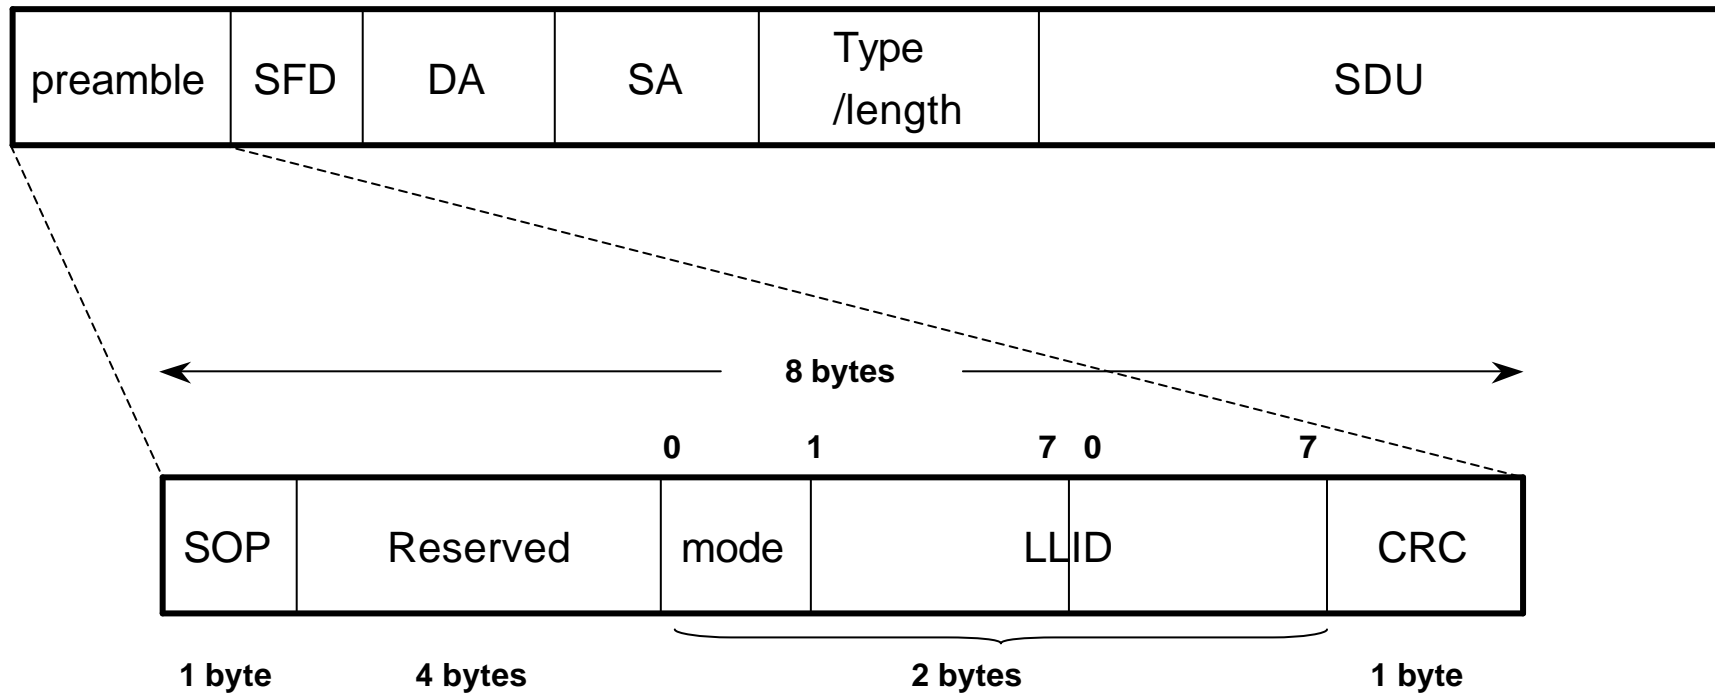 preamble SFD DA SA Type /length SDU
8 bytes
0 1 7 0 7
SOP Reserved mode LLID CRC
1 byte 4 bytes 2 bytes 1 byte